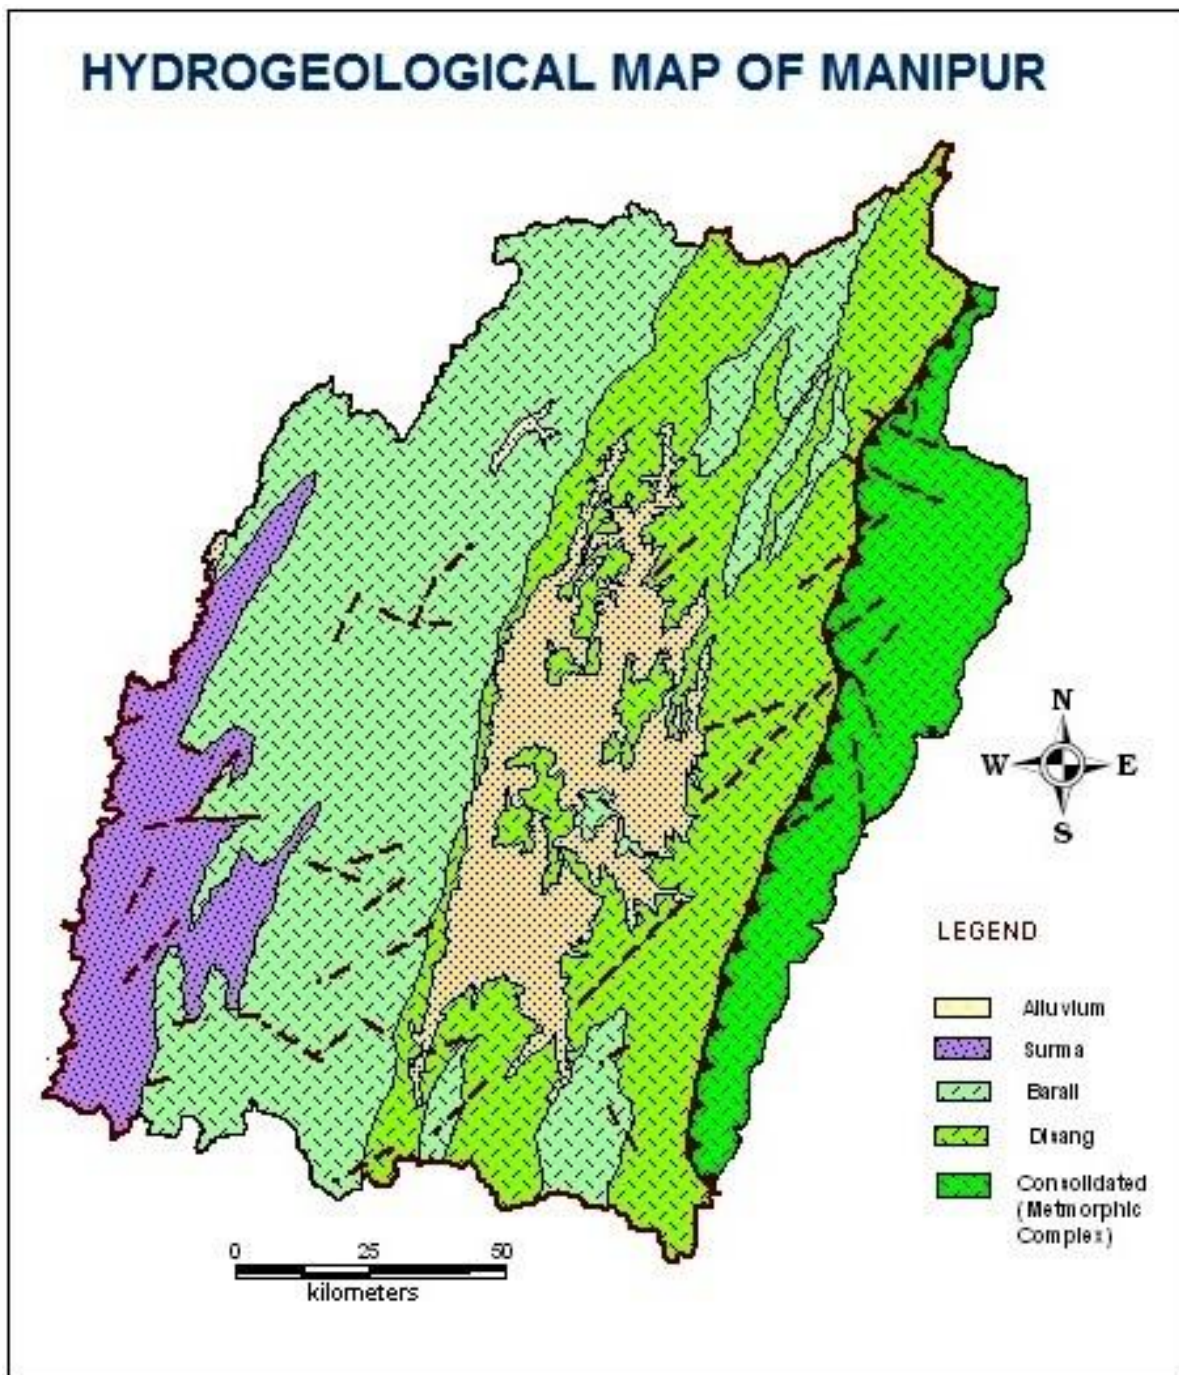 HYDROGEOLOGICAL MAP OF MANIPUR
N
W E
S
LEGEND
Alluvium
Surma
Barail
Disang
Consolidated
(Metmorphic
Complex)
0 25 50
kilometers